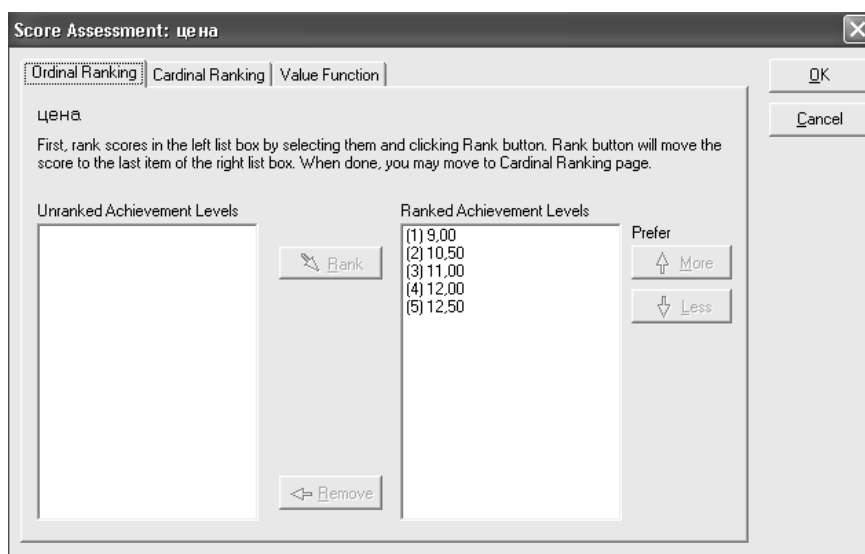 Score Assessment: цена
Ordinal Ranking Cardinal Ranking Value Function
OK
Cancel
цена
First, rank scores in the left list box by selecting them and clicking Rank button. Rank button will move the
score to the last item of the right list box. When done, you may move to Cardinal Ranking page.
Unranked Achievement Levels
Rank
Remove
Ranked Achievement Levels
(1) 9,00
(2) 10,50
(3) 11,00
(4) 12,00
(5) 12,50
Prefer
More
Less